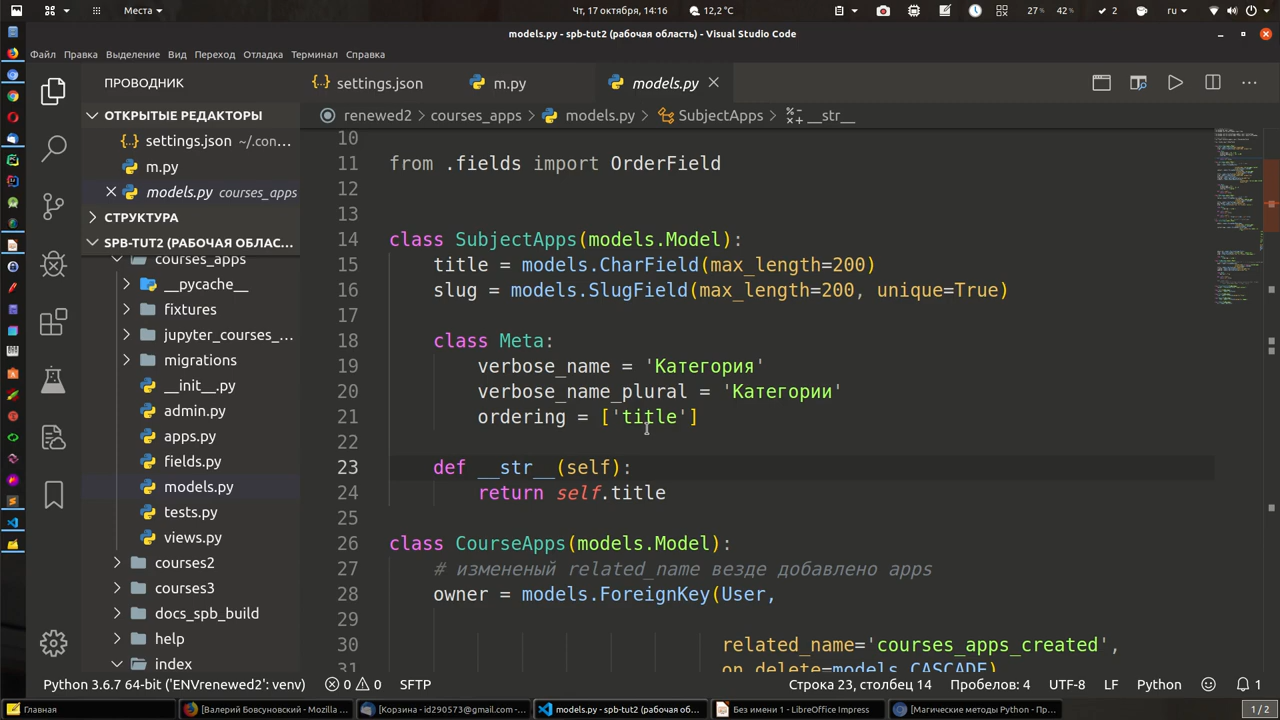 Места
Чт, 17 октября, 14:16
12,2°C
27%
42%
2
ru
models.py - spb-tut2 (рабочая область) - Visual Studio Code
Файл Правка Выделение Вид Переход Отладка Терминал Справка
ПРОВОДНИК
settings.json
m.py
models.py
ОТКРЫТЫЕ РЕДАКТОРЫ
settings.json ~/.con...
m.py
models.py courses_apps
СТРУКТУРА
SPB-TUT2 (РАБОЧАЯ ОБЛАС...
courses_apps
__pycache__
fixtures
jupyter_courses_...
migrations
__init__.py
admin.py
apps.py
fields.py
models.py
tests.py
views.py
courses2
courses3
docs_spb_build
help
index
renewed2 > courses_apps > models.py > SubjectApps > __str__
10
11 from .fields import OrderField
12
13
14 class SubjectApps(models.Model):
15 title = models.CharField(max_length=200)
16 slug = models.SlugField(max_length=200, unique=True)
17
18 class Meta:
19 verbose_name = 'Категория'
20 verbose_name_plural = 'Категории'
21 ordering = ['title']
22
23 def __str__(self):
24 return self.title
25
26 class CourseApps(models.Model):
27 # измененый related_name везде добавлено apps
28 owner = models.ForeignKey(User,
29
30 related_name='courses_apps_created',
31 on_delete=models.CASCADE)
Python 3.6.7 64-bit ('ENVrenewed2': venv) 0 0 SFTP
Строка 23, столбец 14 Пробелов: 4 UTF-8 LF Python 1
Главная
[Валерий Бовсуновский - Mozilla ...
[Корзина - id290573@gmail.com -...
models.py - spb-tut2 (рабочая об...
Без имени 1 - LibreOffice Impress
[Магические методы Python - Пр...
1 / 2